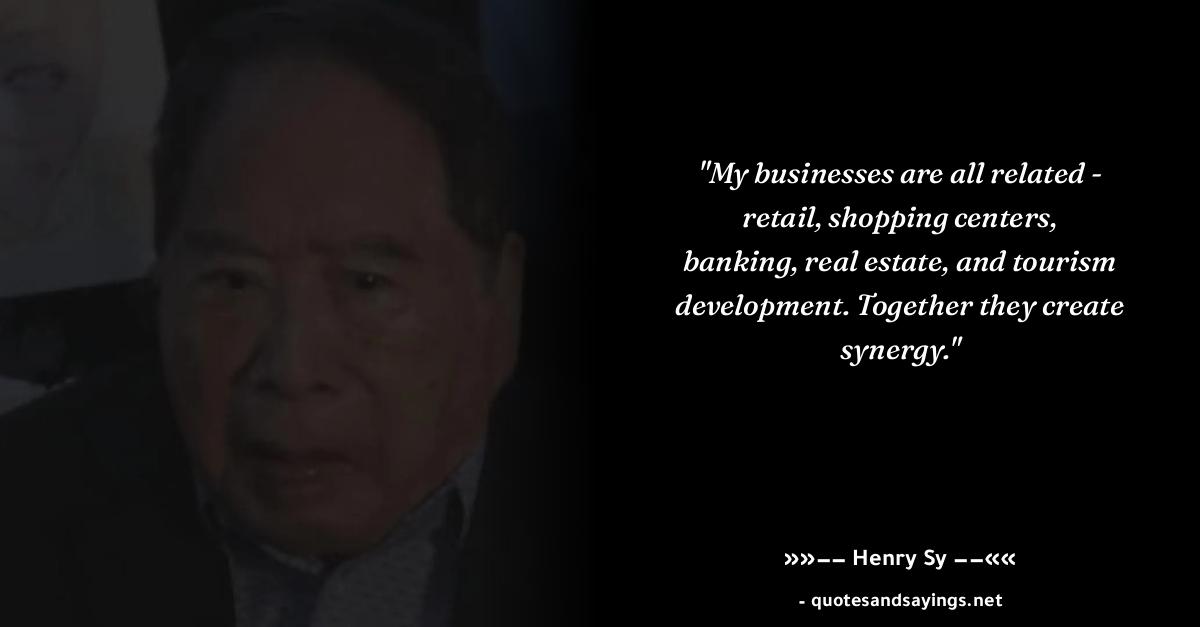 "My businesses are all related -
retail, shopping centers,
banking, real estate, and tourism
development. Together they create
synergy."
»»−− Henry Sy −−««
- quotesandsayings.net